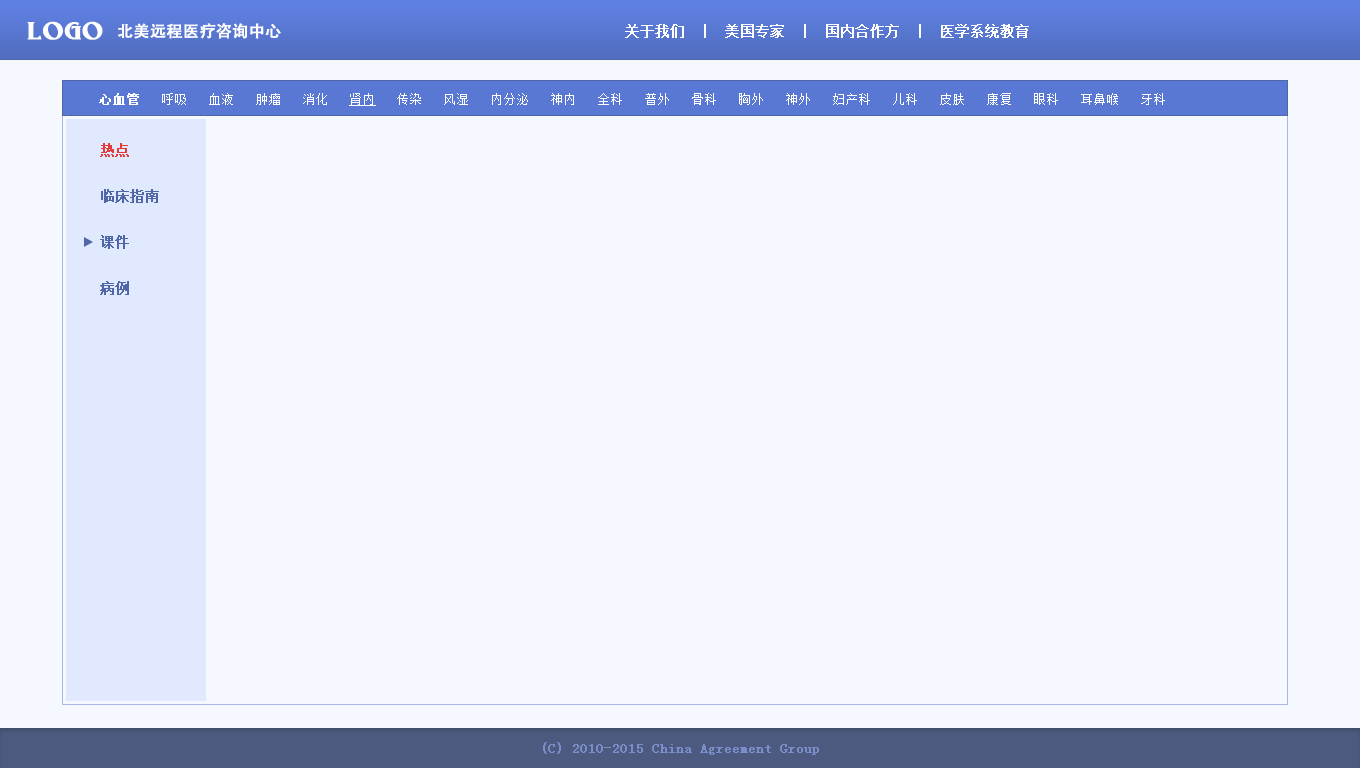 LOGO 北美远程医疗咨询中心 关于我们 | 美国专家 | 国内合作方 | 医学系统教育
心血管 呼吸 血液 肿瘤 消化 肾内 传染 风湿 内分泌 神内 全科 普外 骨科 胸外 神外 妇产科 儿科 皮肤 康复 眼科 耳鼻喉 牙科
热点
临床指南
课件
病例
(C) 2010-2015 China Agreement Group